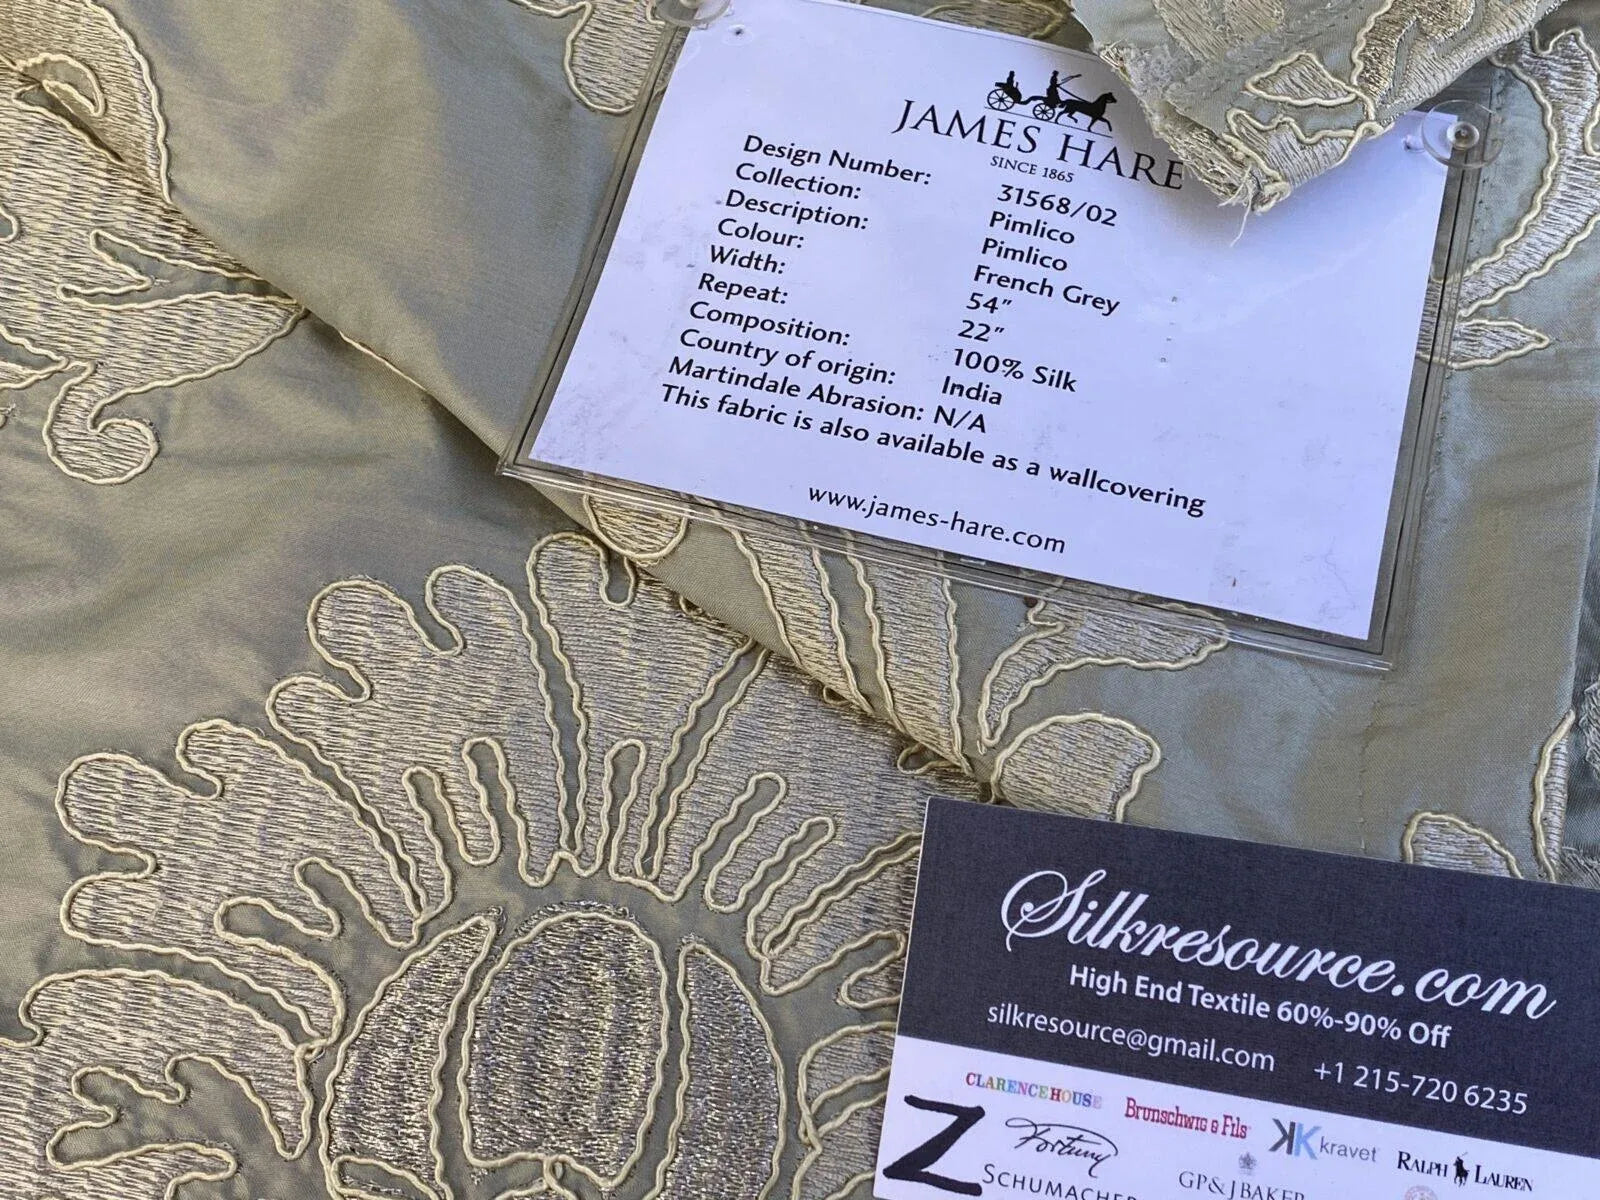 JAMES HARE
SINCE 1865
Design Number: 31568/02
Collection: Pimlico
Description: Pimlico
Colour: French Grey
Width: 54"
Repeat: 22"
Composition: 100% Silk
Country of origin: India
Martindale Abrasion: N/A
This fabric is also available as a wallcovering
www.james-hare.com
Silkresource.com
High End Textile 60%-90% Off
silkresource@gmail.com +1 215-720 6235
CLARENCE HOUSE Brunschwig & Fils kravet RALPH LAUREN
Z Fortuny
SCHUMACHER GP & J BAKER